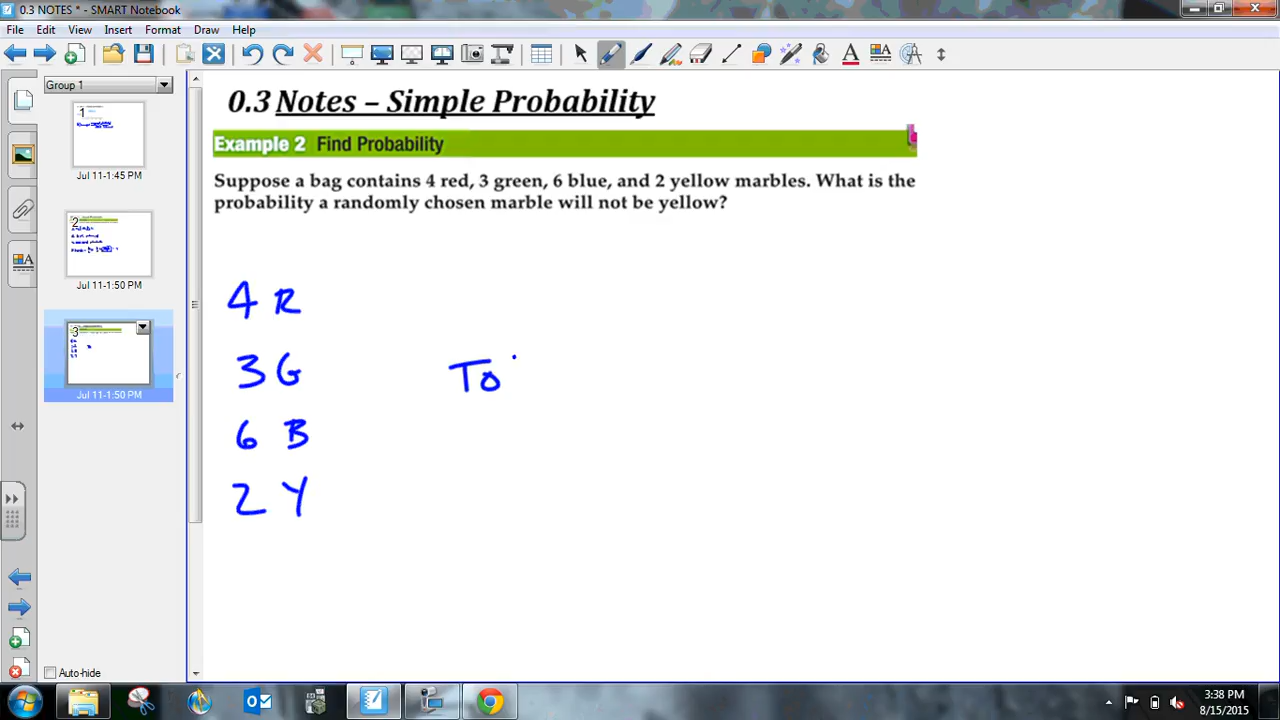 0.3 NOTES * - SMART Notebook
File Edit View Insert Format Draw Help
Group 1
1
Jul 11-1:45 PM
2
Jul 11-1:50 PM
3
Jul 11-1:50 PM
Auto-hide
0.3 Notes – Simple Probability
Example 2 Find Probability
Suppose a bag contains 4 red, 3 green, 6 blue, and 2 yellow marbles. What is the
probability a randomly chosen marble will not be yellow?
4 R
3 G
To
6 B
2 Y
3:38 PM
8/15/2015